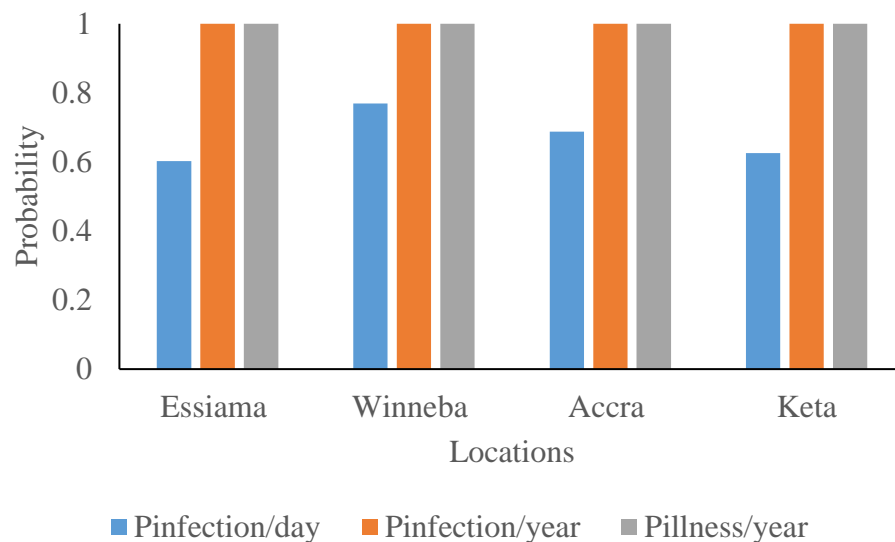 1
0.8
0.6
0.4
0.2
0
Probability
Essiama Winneba Accra Keta
Locations
Pinfection/day Pinfection/year Pillness/year